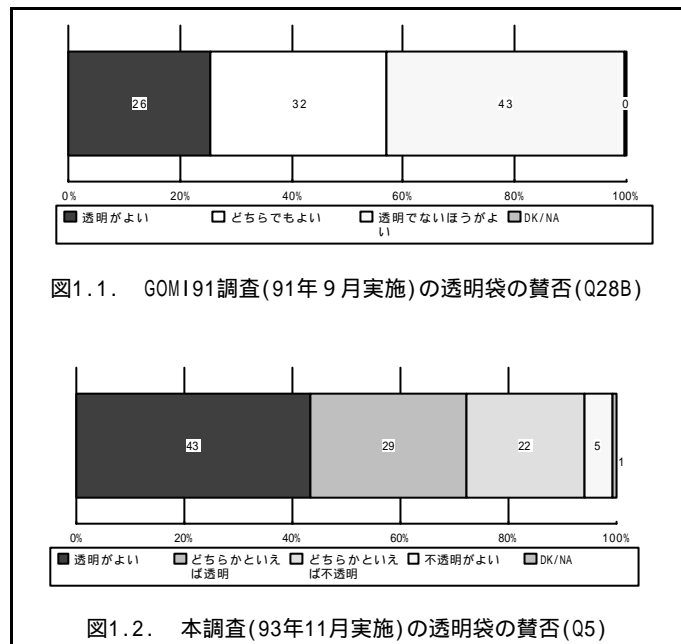 26 32 43 0
0% 20% 40% 60% 80% 100%
透明がよい どちらでもよい 透明でないほうがよ DK/NA
い
図1.1. GOMI91調査(91年9月実施)の透明袋の賛否(Q28B)
43 29 22 5
1
0% 20% 40% 60% 80% 100%
透明がよい どちらかといえ どちらかといえ 不透明がよい DK/NA
ば透明 ば不透明
図1.2. 本調査(93年11月実施)の透明袋の賛否(Q5)